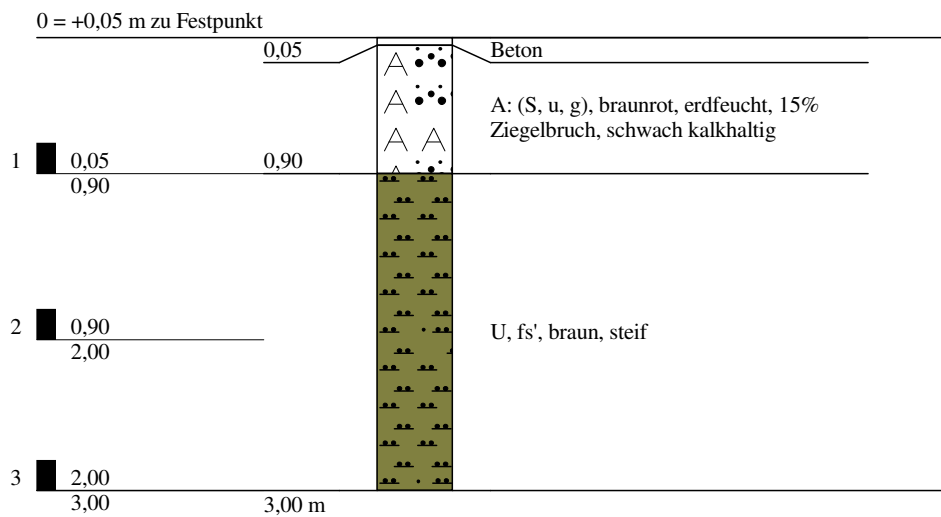 0 = +0,05 m zu Festpunkt
0,05 Beton
A: (S, u, g), braunrot, erdfeucht, 15%
Ziegelbruch, schwach kalkhaltig
1 0,05 0,90
0,90
2 0,90
2,00
U, fs', braun, steif
3 2,00
3,00 3,00 m